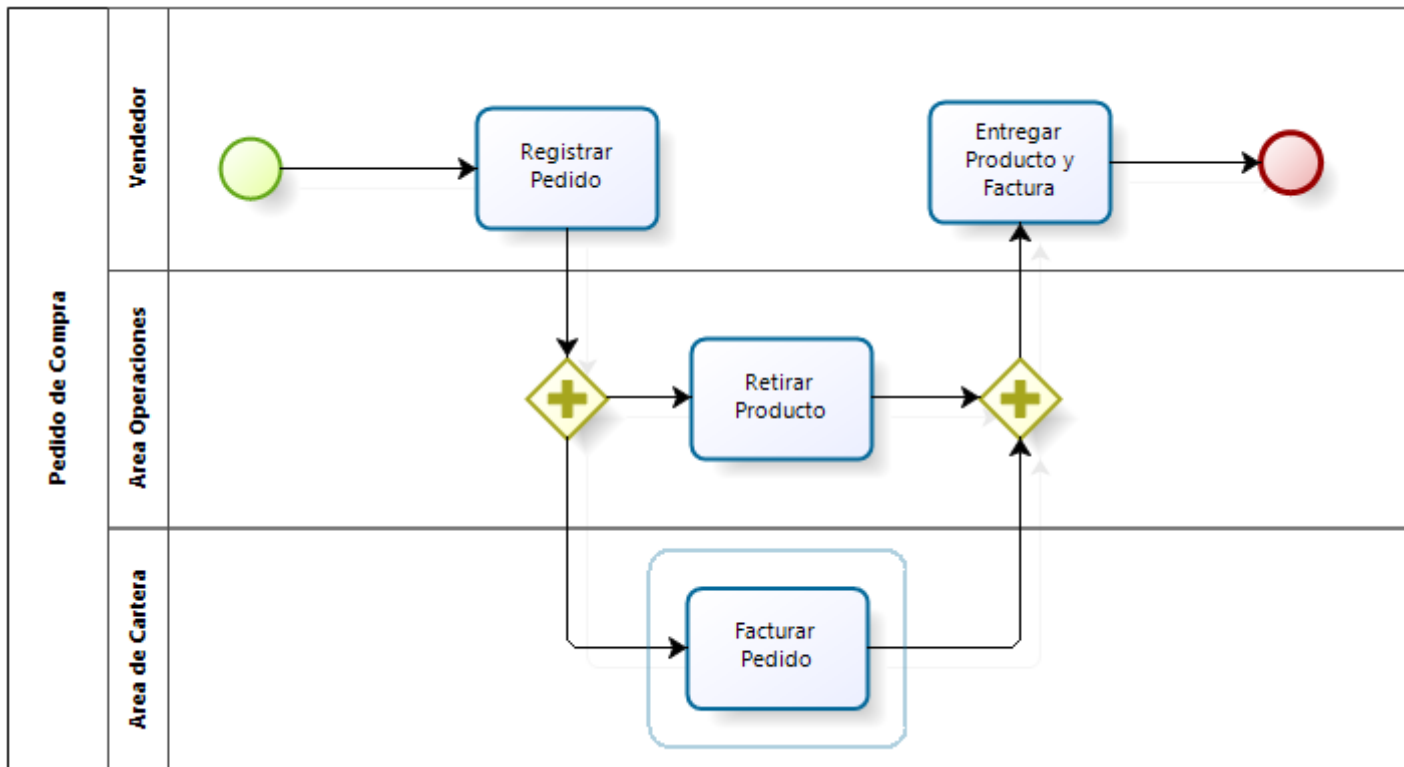 Pedido de Compra
Vendedor
Registrar
Pedido
Entregar
Producto y
Factura
Area Operaciones
Retirar
Producto
Area de Cartera
Facturar
Pedido